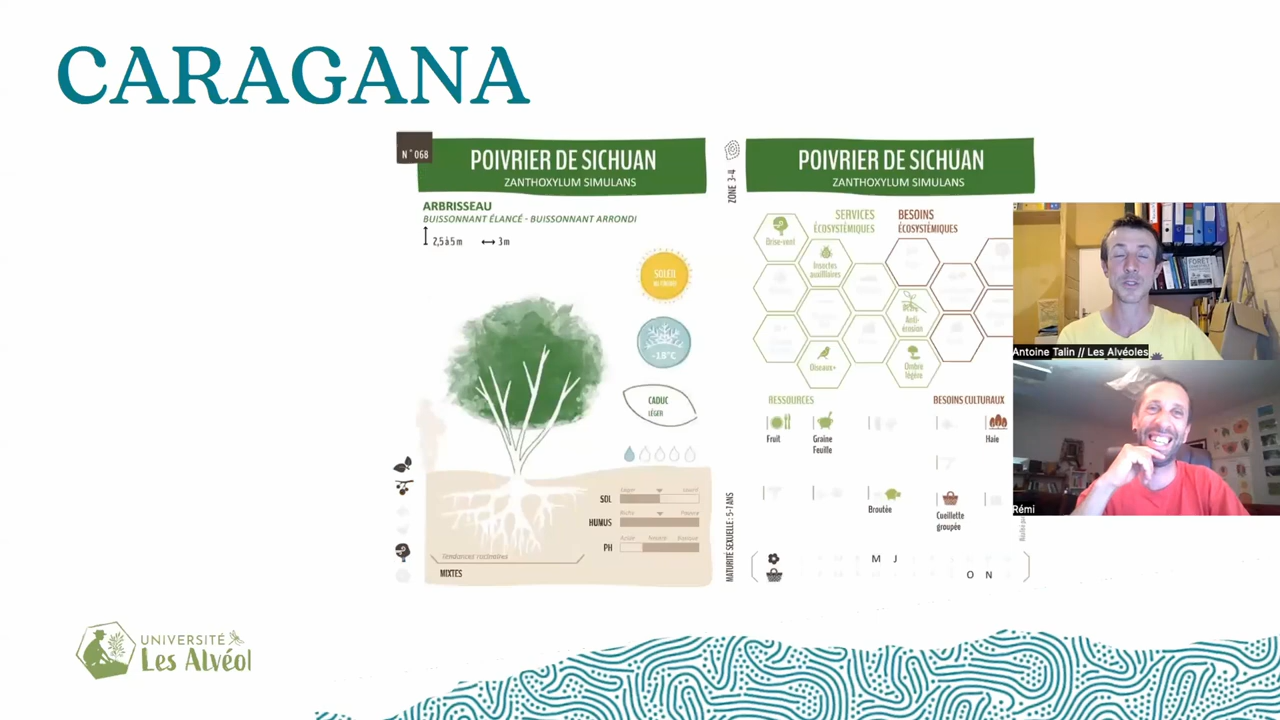 CARAGANA
N°068
POIVRIER DE SICHUAN
ZANTHOXYLUM SIMULANS
ARBRISSEAU
BUISSONNANT ÉLANCÉ - BUISSONNANT ARRONDI
2,5 à 5 m
3 m
SOLEIL
-18°C
CADUC
LÉGER
SOL
HUMUS
PH
Tendances racinaires
MIXTES
ZONE 3-4
MATURITÉ SEXUELLE : 5-7 ANS
POIVRIER DE SICHUAN
ZANTHOXYLUM SIMULANS
SERVICES
ÉCOSYSTÉMIQUES
BESOINS
ÉCOSYSTÉMIQUES
Brise-vent
Insectes
auxilliaires
Anti-
érosion
Oiseaux+
Ombre
légère
RESSOURCES
BESOINS CULTURAUX
Fruit
Graine
Feuille
Haie
Broutée
Cueillette
groupée
M J
O N
FORÊT
Antoine Talin // Les Alvéoles
Rémi
UNIVERSITÉ
Les Alvéol